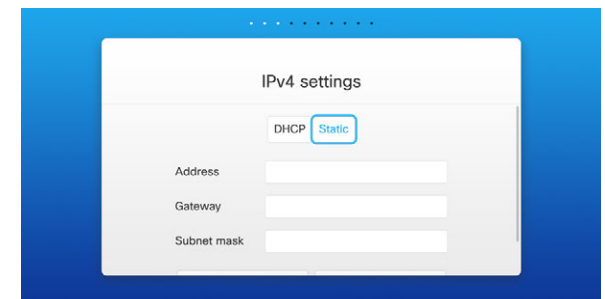 IPv4 settings
DHCP Static
Address
Gateway
Subnet mask